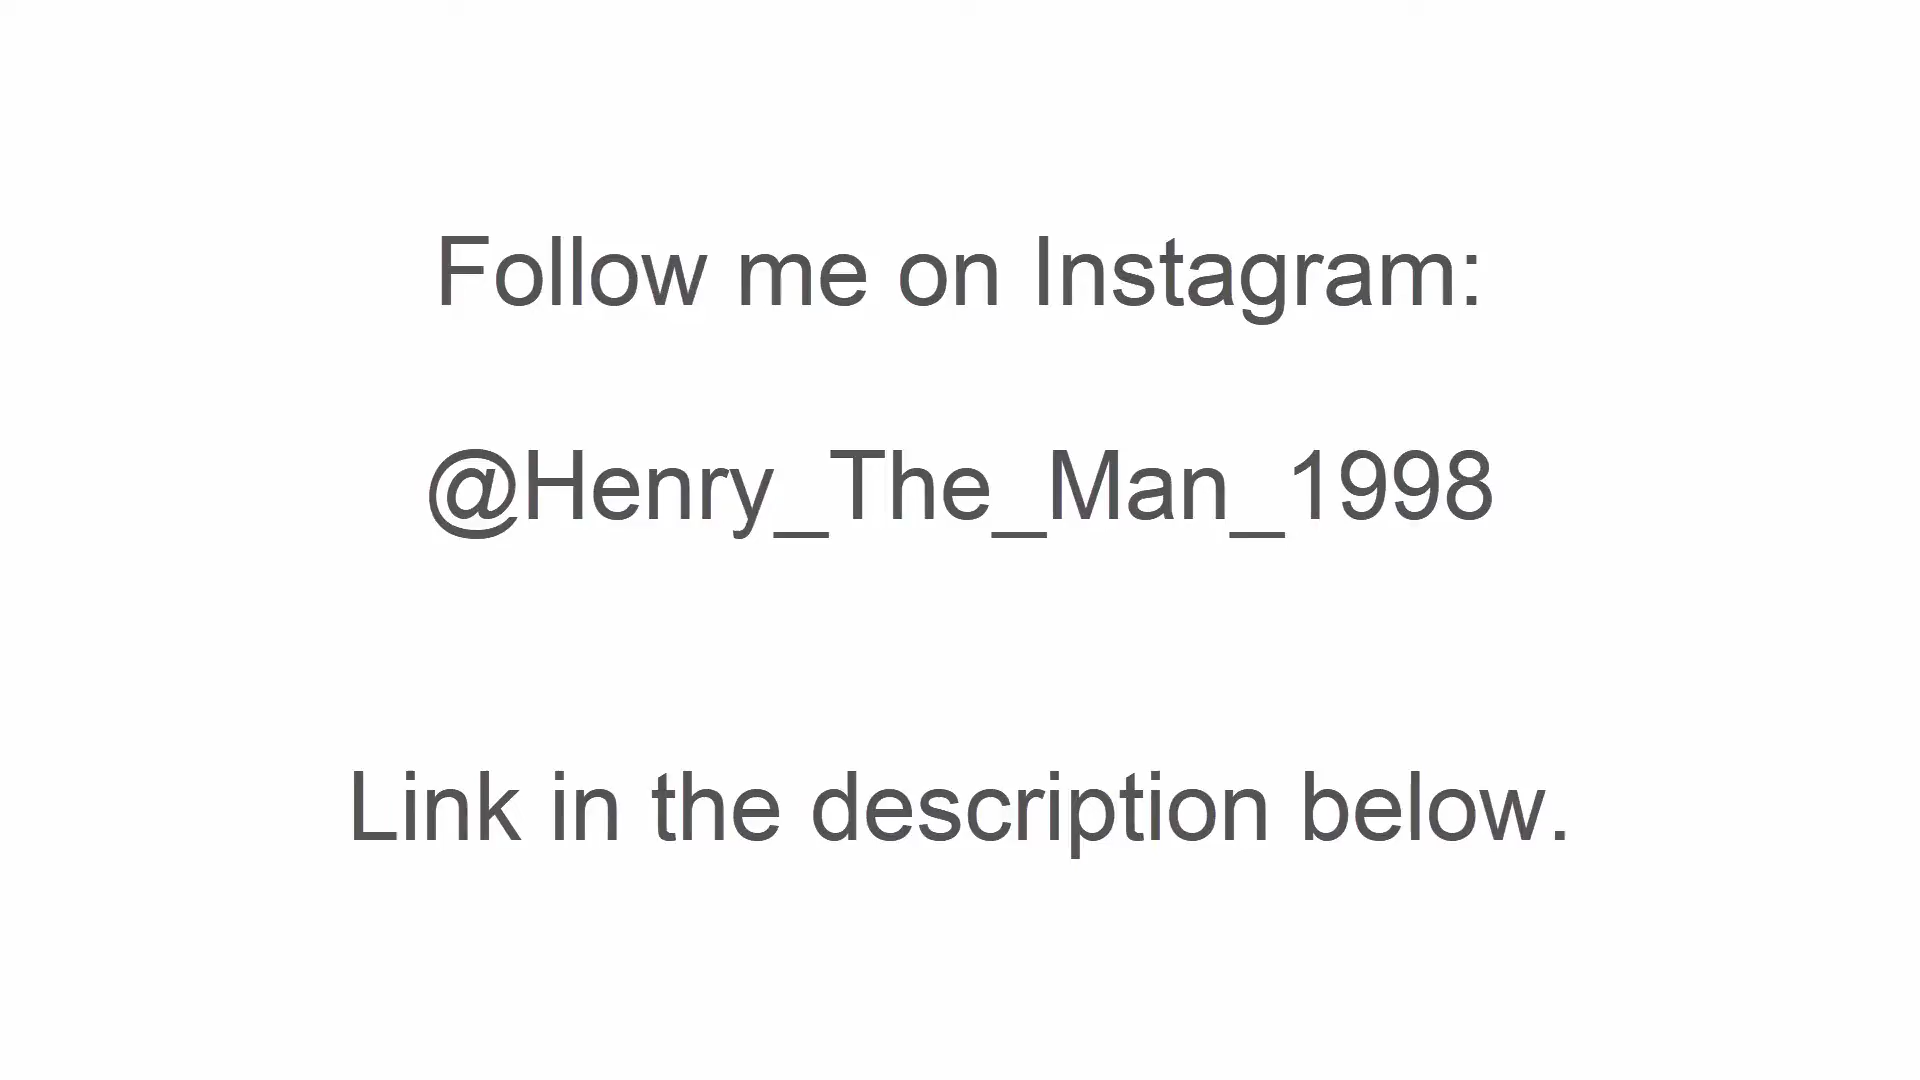 Follow me on Instagram:
@Henry_The_Man_1998
Link in the description below.